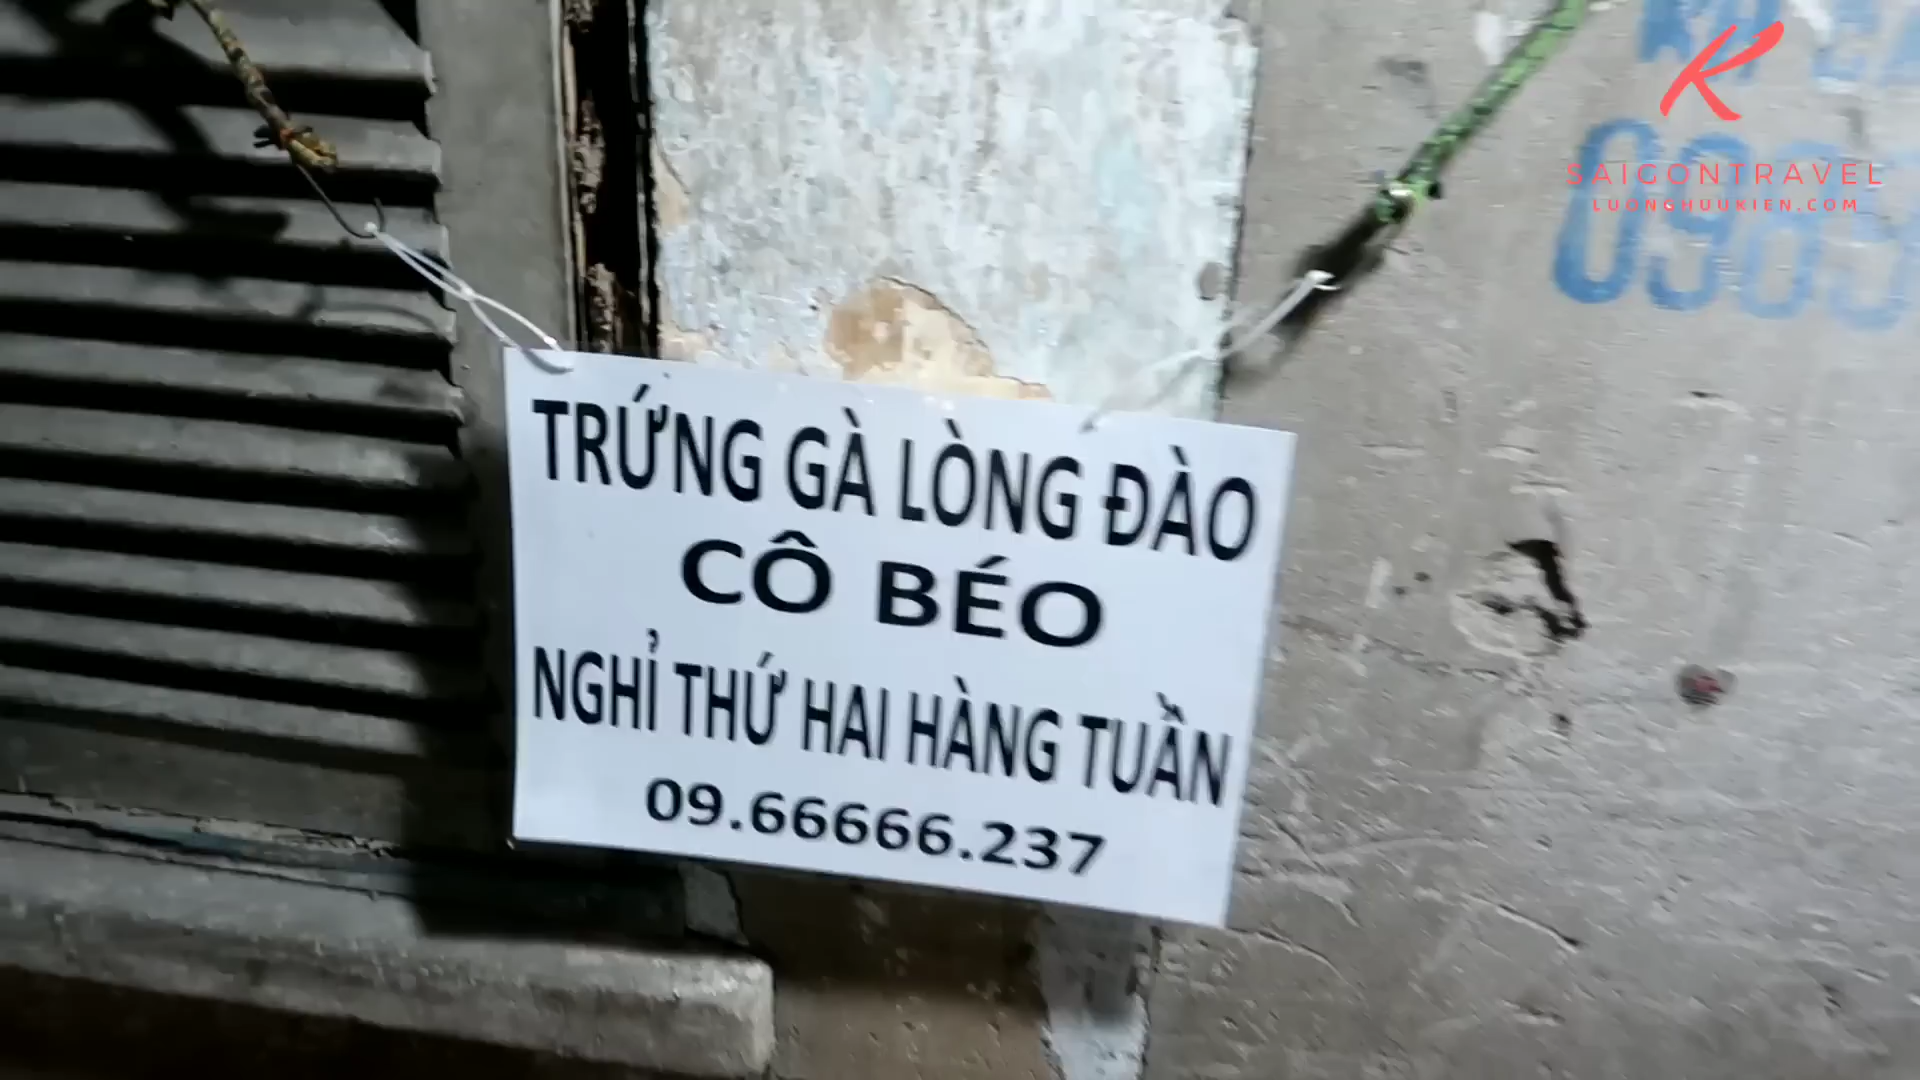 K
SAIGONTRAVEL
LUONGHUUKIEN.COM
TRỨNG GÀ LÒNG ĐÀO
CÔ BÉO
NGHỈ THỨ HAI HÀNG TUẦN
09.66666.237